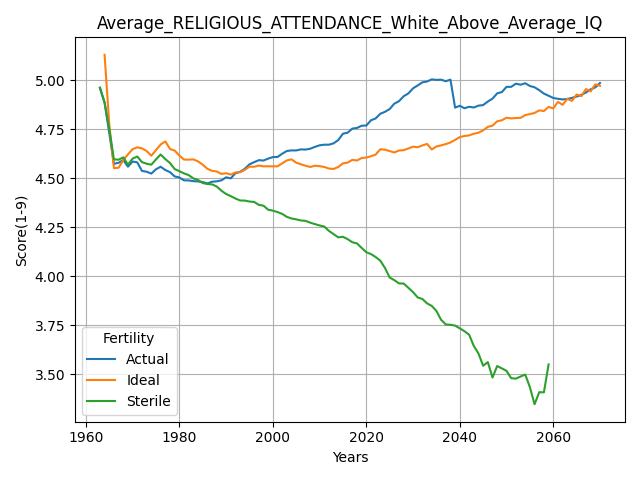 Average_RELIGIOUS_ATTENDANCE_White_Above_Average_IQ
Score(1-9)
5.00
4.75
4.50
4.25
4.00
3.75
3.50
Fertility
Actual
Ideal
Sterile
1960 1980 2000 2020 2040 2060
Years